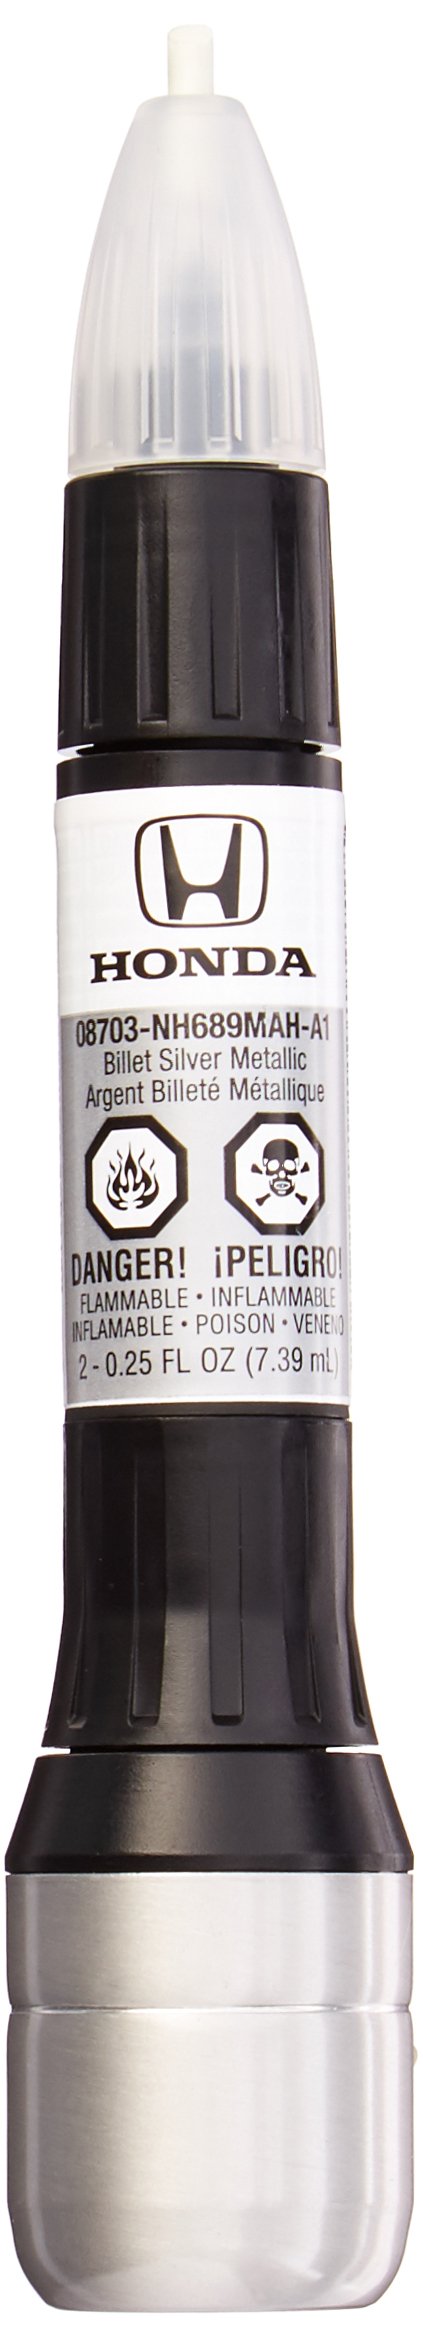 HONDA
08703-NH689MAH-A1
Billet Silver Metallic
Argent Billeté Métallique
DANGER! ¡PELIGRO!
FLAMMABLE • INFLAMMABLE
INFLAMABLE • POISON • VENENO
2 - 0.25 FL OZ (7.39 mL)